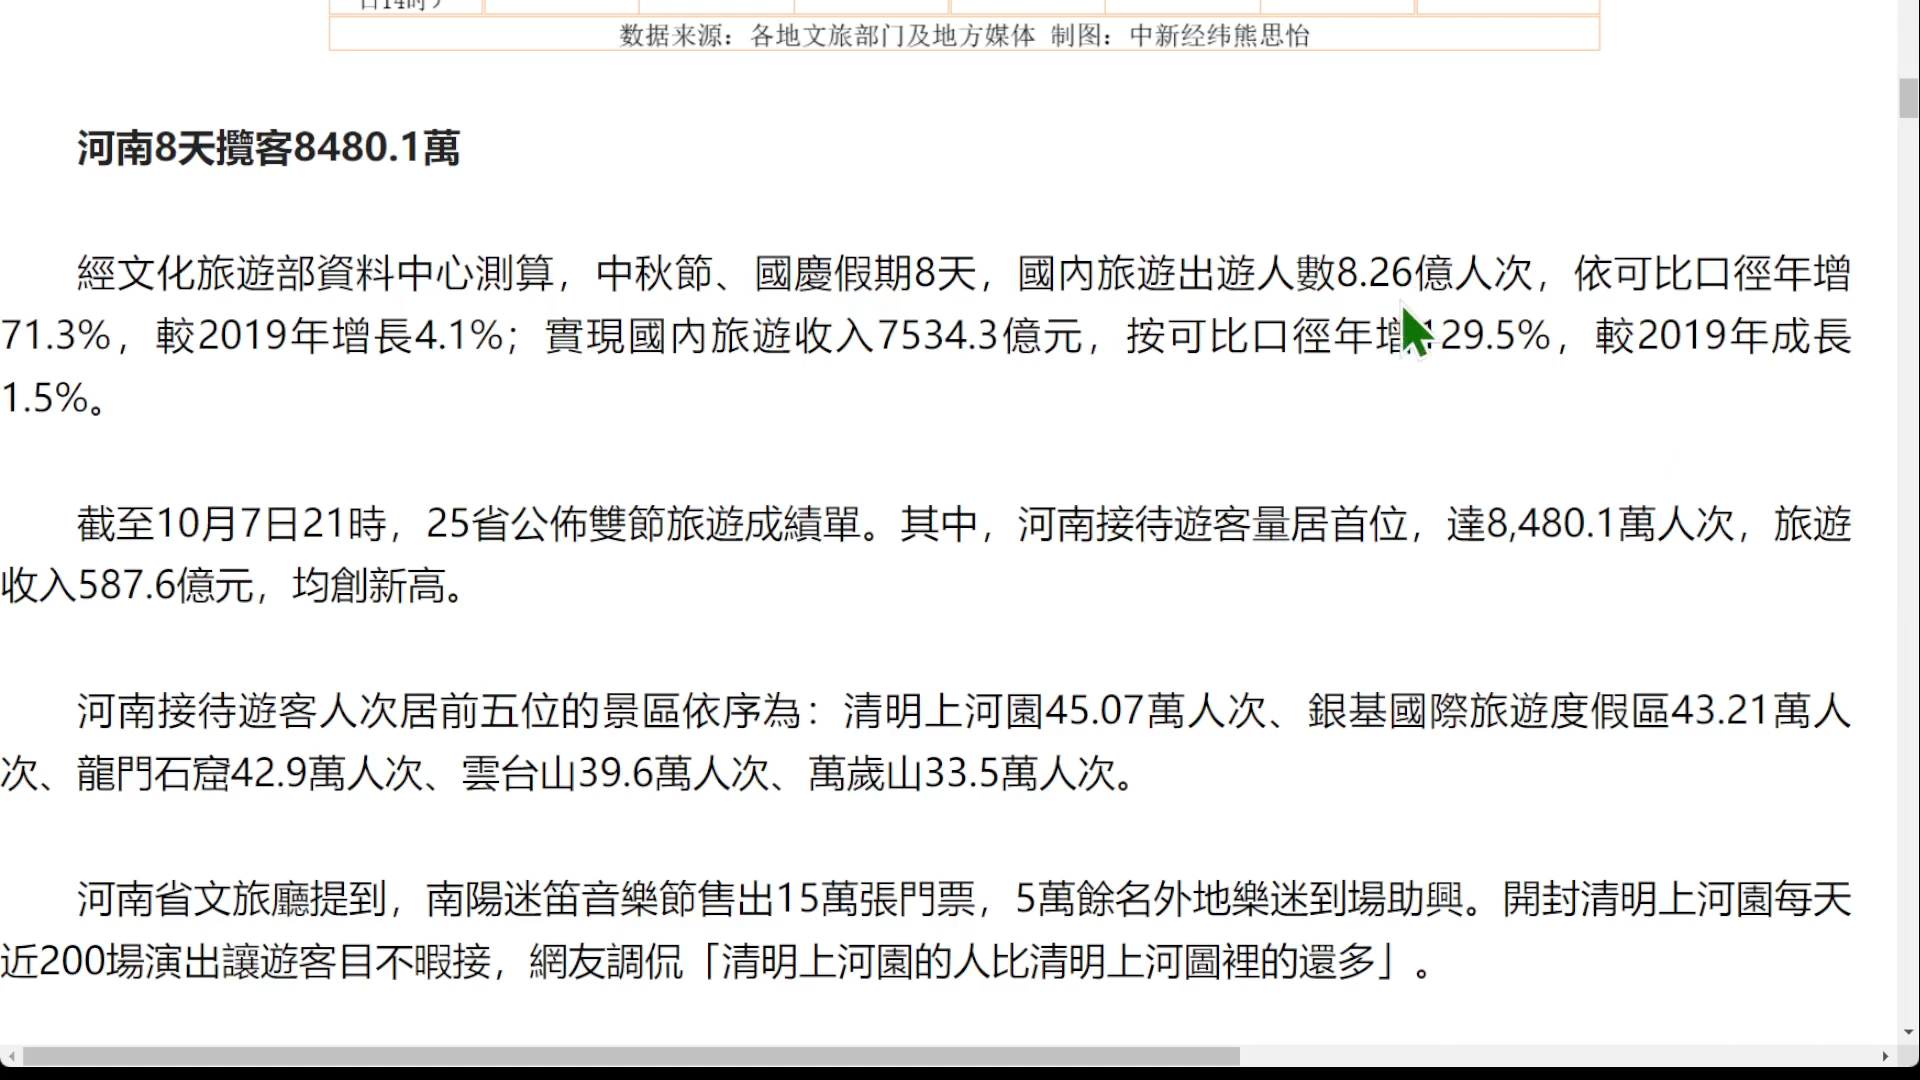 数据来源：各地文旅部门及地方媒体 制图：中新经纬熊思怡
河南8天攬客8480.1萬
經文化旅遊部資料中心測算，中秋節、國慶假期8天，國內旅遊出遊人數8.26億人次，依可比口徑年增
71.3%，較2019年增長4.1%；實現國內旅遊收入7534.3億元，按可比口徑年增129.5%，較2019年成長
1.5%。
截至10月7日21時，25省公佈雙節旅遊成績單。其中，河南接待遊客量居首位，達8,480.1萬人次，旅遊
收入587.6億元，均創新高。
河南接待遊客人次居前五位的景區依序為：清明上河園45.07萬人次、銀基國際旅遊度假區43.21萬人
次、龍門石窟42.9萬人次、雲台山39.6萬人次、萬歲山33.5萬人次。
河南省文旅廳提到，南陽迷笛音樂節售出15萬張門票，5萬餘名外地樂迷到場助興。開封清明上河園每天
近200場演出讓遊客目不暇接，網友調侃「清明上河園的人比清明上河圖裡的還多」。